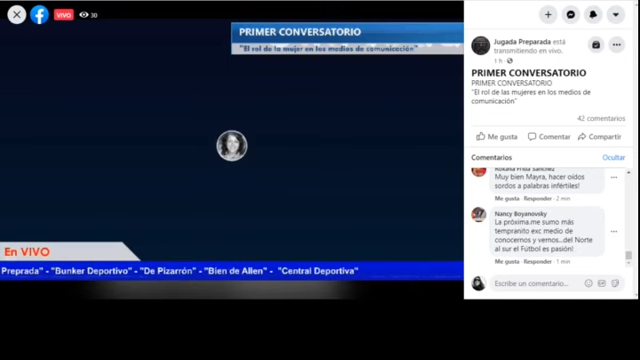 VIVO
30
PRIMER CONVERSATORIO
"El rol de la mujer en los medios de comunicación"
En VIVO
Preprada" - "Bunker Deportivo" - "De Pizarrón" - "Bien de Allen" - "Central Deportiva"
Jugada Preparada está
transmitiendo en vivo.
1 h
PRIMER CONVERSATORIO
PRIMER CONVERSATORIO
"El rol de las mujeres en los medios de
comunicación"
42 comentarios
Me gusta
Comentar
Compartir
Comentarios
Ocultar
Muy bien Mayra, hacer oídos
sordos a palabras infértiles!
Me gusta Responder 2 min
Nancy Boyanovsky
La próxima.me sumo más
tempranito exc medio de
conocernos y vernos...del Norte
al sur el Fútbol es pasión!
Me gusta Responder 1 min
Escribe un comentario...